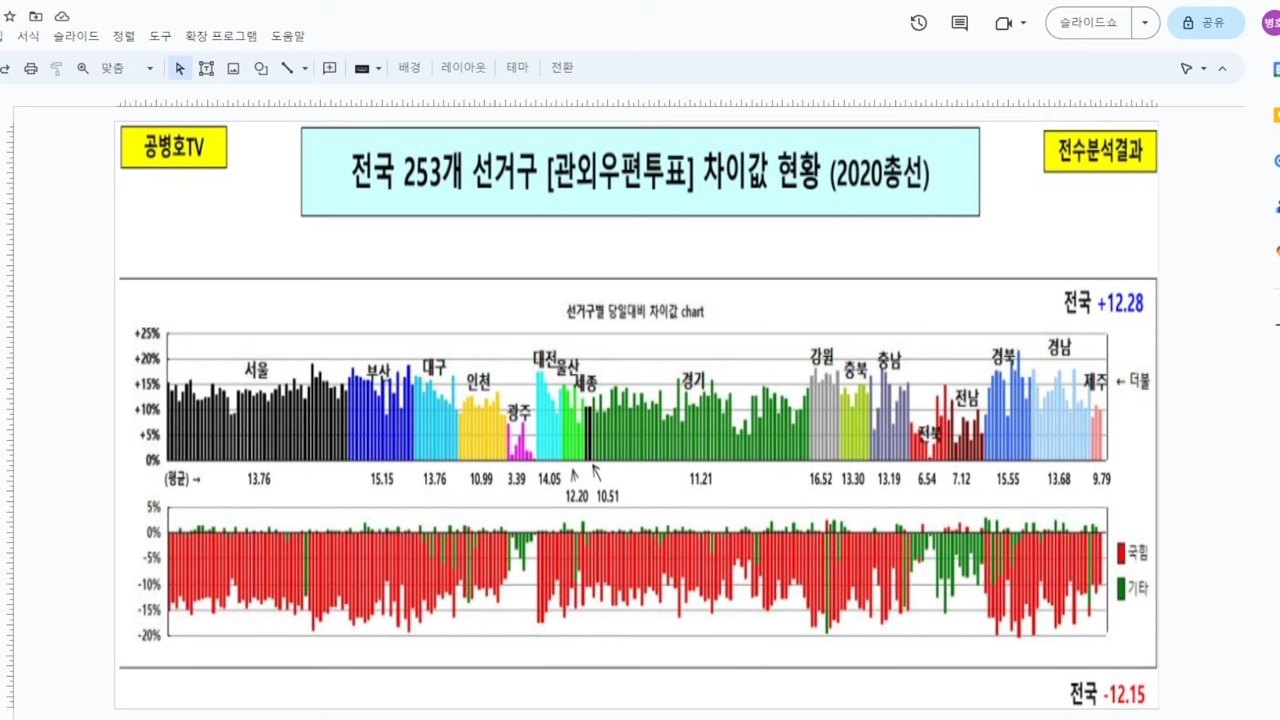 서식 슬라이드 정렬 도구 확장 프로그램 도움말
슬라이드쇼
공유
병호
맞춤
배경 레이아웃 테마 전환
공병호TV
전국 253개 선거구 [관외우편투표] 차이값 현황 (2020총선)
전수분석결과
전국 +12.28
선거구별 당일대비 차이값 chart
+25%
+20%
+15%
+10%
+5%
0%
서울 부산 대구 인천 광주 대전 울산 세종 경기 강원 충북 충남 전북 전남 경북 경남 제주
← 더불
(평균) → 13.76 15.15 13.76 10.99 3.39 14.05 12.20 10.51 11.21 16.52 13.30 13.19 6.54 7.12 15.55 13.68 9.79
5%
0%
-5%
-10%
-15%
-20%
국힘
기타
전국 -12.15